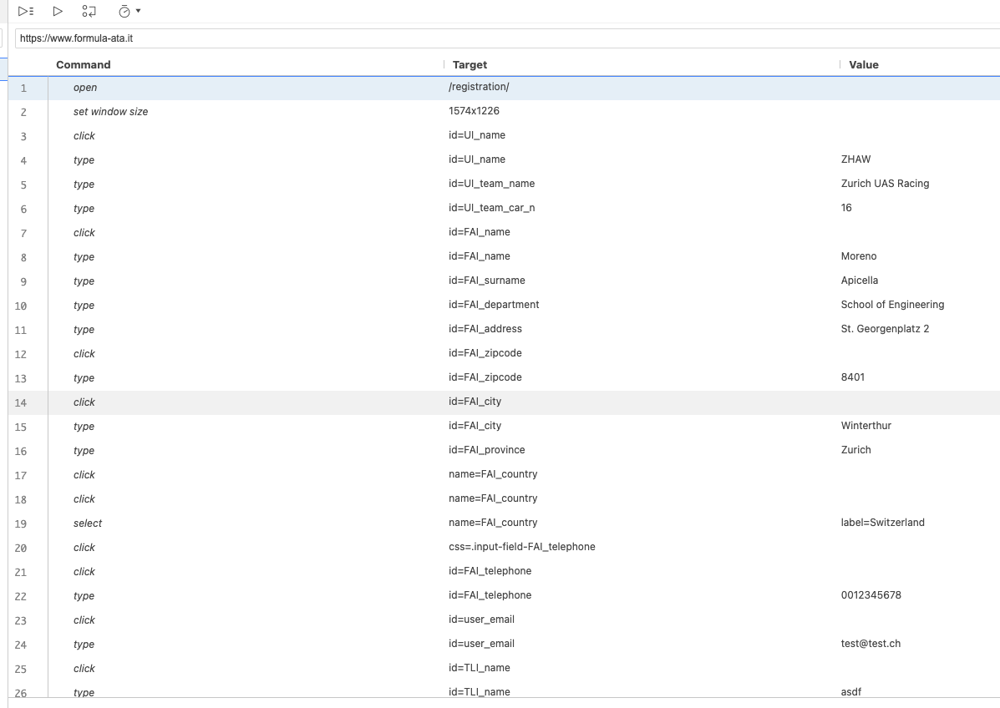 https://www.formula-ata.it
Command Target Value
1 open /registration/
2 set window size 1574x1226
3 click id=UI_name
4 type id=UI_name ZHAW
5 type id=UI_team_name Zurich UAS Racing
6 type id=UI_team_car_n 16
7 click id=FAI_name
8 type id=FAI_name Moreno
9 type id=FAI_surname Apicella
10 type id=FAI_department School of Engineering
11 type id=FAI_address St. Georgenplatz 2
12 click id=FAI_zipcode
13 type id=FAI_zipcode 8401
14 click id=FAI_city
15 type id=FAI_city Winterthur
16 type id=FAI_province Zurich
17 click name=FAI_country
18 click name=FAI_country
19 select name=FAI_country label=Switzerland
20 click css=.input-field-FAI_telephone
21 click id=FAI_telephone
22 type id=FAI_telephone 0012345678
23 click id=user_email
24 type id=user_email test@test.ch
25 click id=TLI_name
26 type id=TLI_name asdf